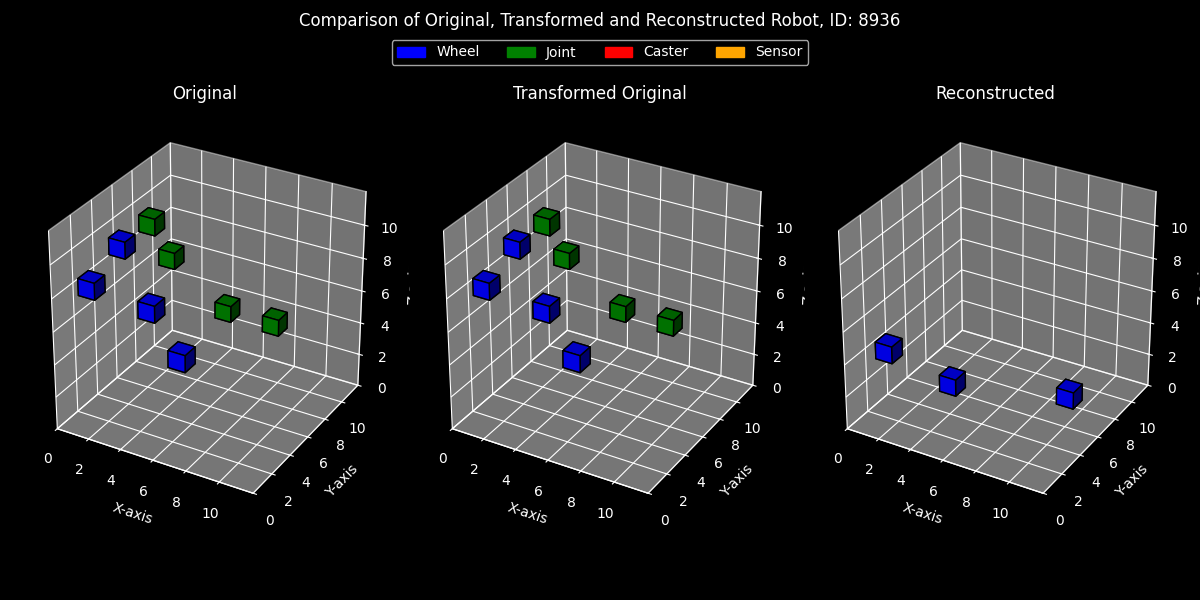 Comparison of Original, Transformed and Reconstructed Robot, ID: 8936
Wheel Joint Caster Sensor
Original Transformed Original Reconstructed
10 10 10
8 8 8
6 6 6
4 4 4
2 2 2
0 0 0
0 2 4 6 8 10 X-axis
0 2 4 6 8 10 Y-axis
0 2 4 6 8 10 X-axis
0 2 4 6 8 10 Y-axis
0 2 4 6 8 10 X-axis
0 2 4 6 8 10 Y-axis